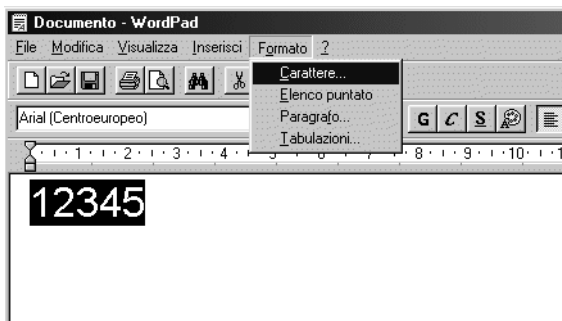 Documento - WordPad
File Modifica Visualizza Inserisci Formato ?
Carattere...
Elenco puntato
Paragrafo...
Tabulazioni...
Arial (Centroeuropeo)
G C S
1 2 3 4 8 9 10
12345